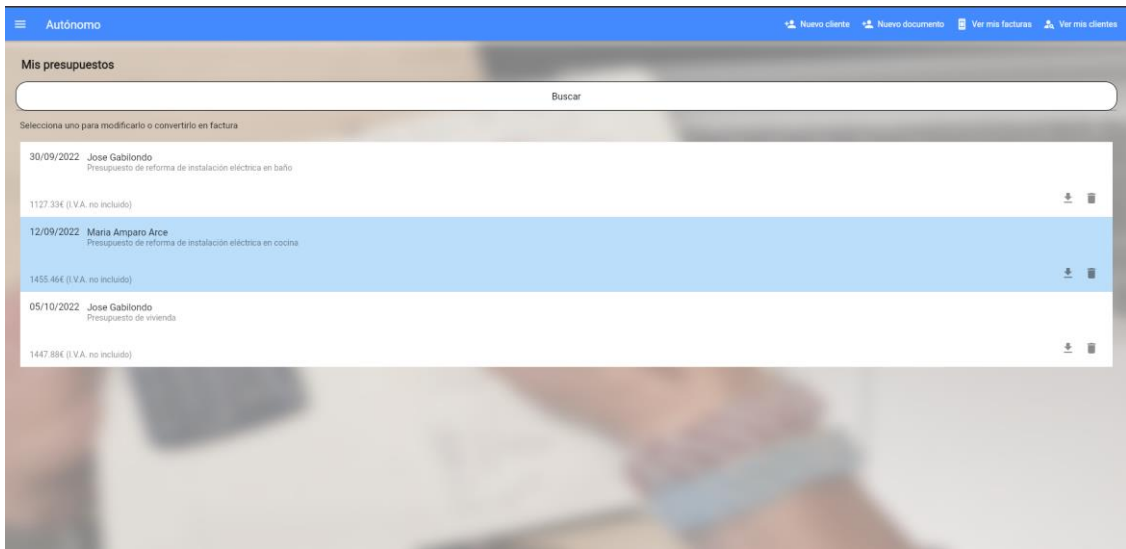 Autónomo Nuevo cliente Nuevo documento Ver mis facturas Ver mis clientes
Mis presupuestos
Buscar
Selecciona uno para modificarlo o convertirlo en factura
30/09/2022 Jose Gabilondo
Presupuesto de reforma de instalación eléctrica en baño
1127.33€ (I.V.A. no incluido)
12/09/2022 Maria Amparo Arce
Presupuesto de reforma de instalación eléctrica en cocina
1455.46€ (I.V.A. no incluido)
05/10/2022 Jose Gabilondo
Presupuesto de vivienda
1447.88€ (I.V.A. no incluido)